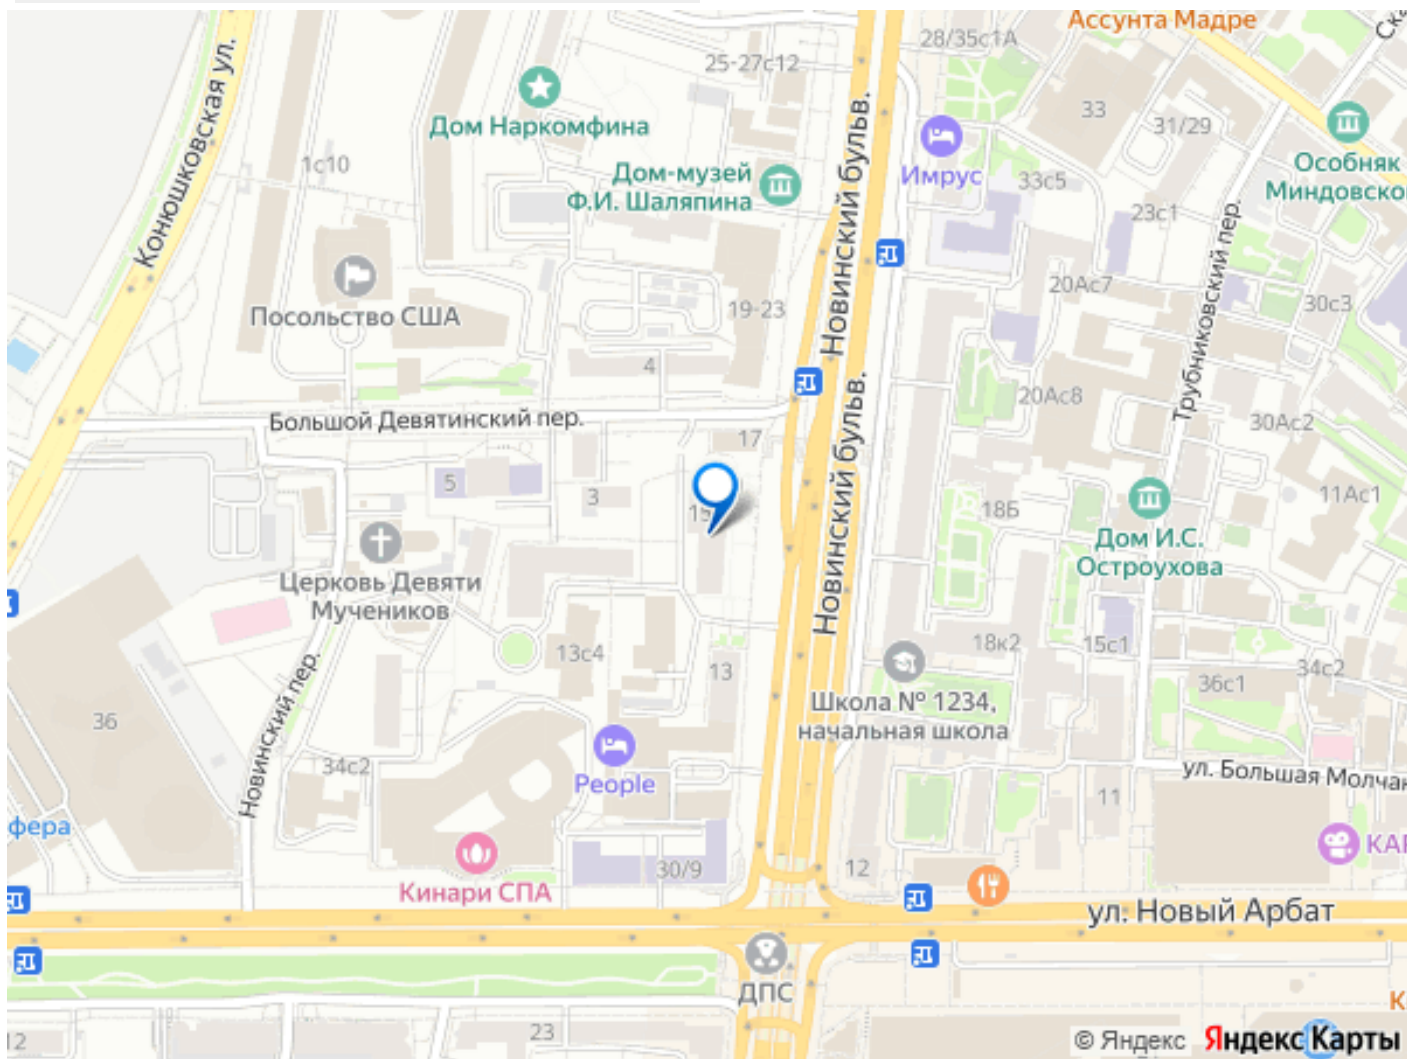 Ассунта Мадре
28/35с1А
25-27с12
Конюшковская ул.
Дом Наркомфина
33
31/29
Особняк
Миндовско
1с10
Дом-музей
Ф.И. Шаляпина
Новинский бульв.
Имрус
33с5
23с1
Трубниковский пер.
Посольство США
19-23
20Ас7
30с3
4
20Ас8
Большой Девятинский пер.
17
Новинский бульв.
30Ас2
5
3
15
18Б
11Ас1
Дом И.С.
Остроухова
Церковь Девяти
Мучеников
13с4
13
18к2
15с1
34с2
36с1
Школа № 1234,
начальная школа
36
Новинский пер.
34с2
People
ул. Большая Молчан
11
фера
КАР
Кинари СПА
30/9
12
ул. Новый Арбат
ДПС
12
23
© Яндекс Яндекс Карты